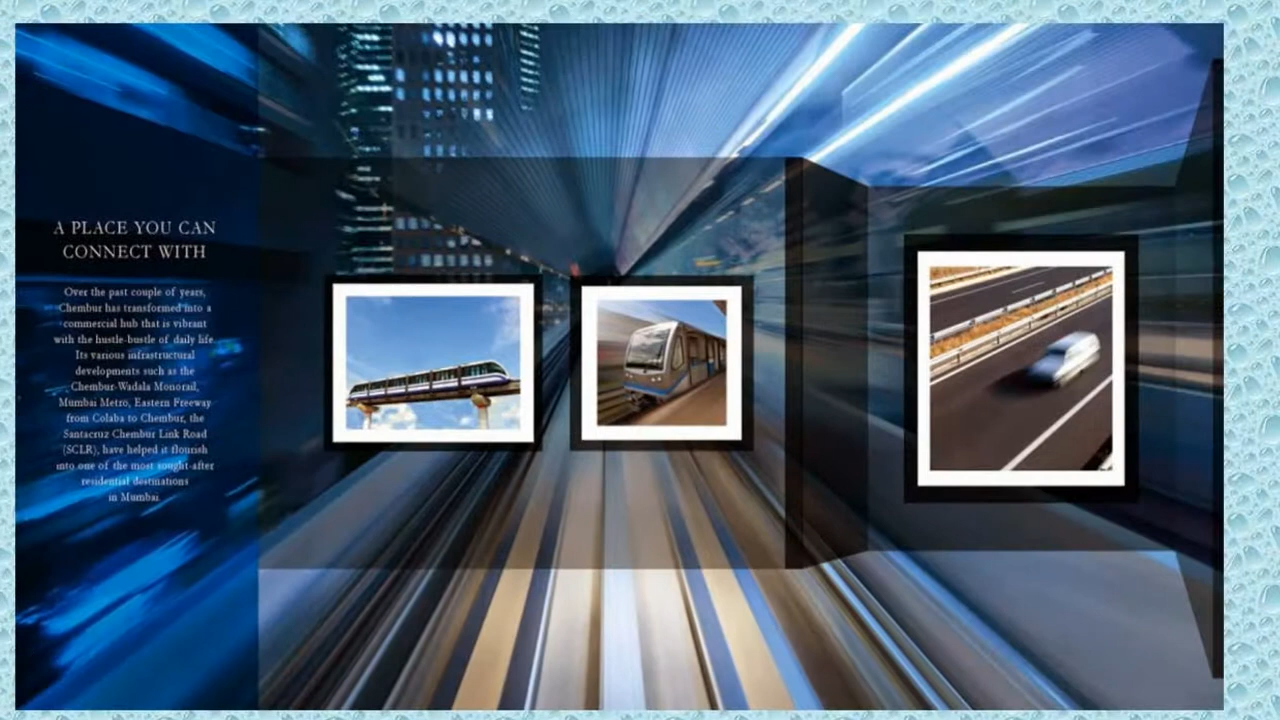 A PLACE YOU CAN
CONNECT WITH
Over the past couple of years,
Chembur has transformed into a
commercial hub that is vibrant
with the hustle-bustle of daily life.
Its various infrastructural
developments such as the
Chembur-Wadala Monorail,
Mumbai Metro, Eastern Freeway
from Colaba to Chembur, the
Santacruz Chembur Link Road
(SCLR), have helped it flourish
into one of the most sought-after
residential destinations
in Mumbai.